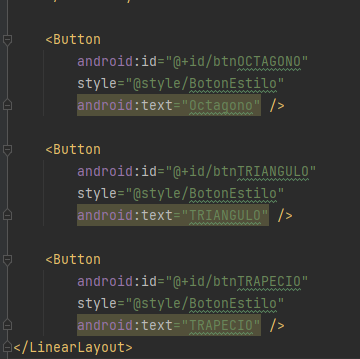 <Button
android:id="@+id/btnOCTAGONO"
style="@style/BotonEstilo"
android:text="Octagono" />
<Button
android:id="@+id/btnTRIANGULO"
style="@style/BotonEstilo"
android:text="TRIANGULO" />
<Button
android:id="@+id/btnTRAPECIO"
style="@style/BotonEstilo"
android:text="TRAPECIO" />
</LinearLayout>